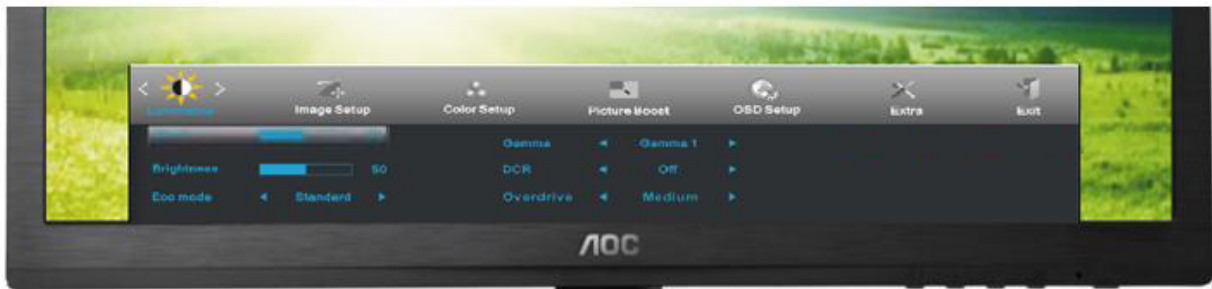 Luminance
Image Setup
Color Setup
Picture Boost
OSD Setup
Extra
Exit
Gamma
Gamma 1
Brightness
50
DCR
Off
Eco mode
Standard
Overdrive
Medium
AOC